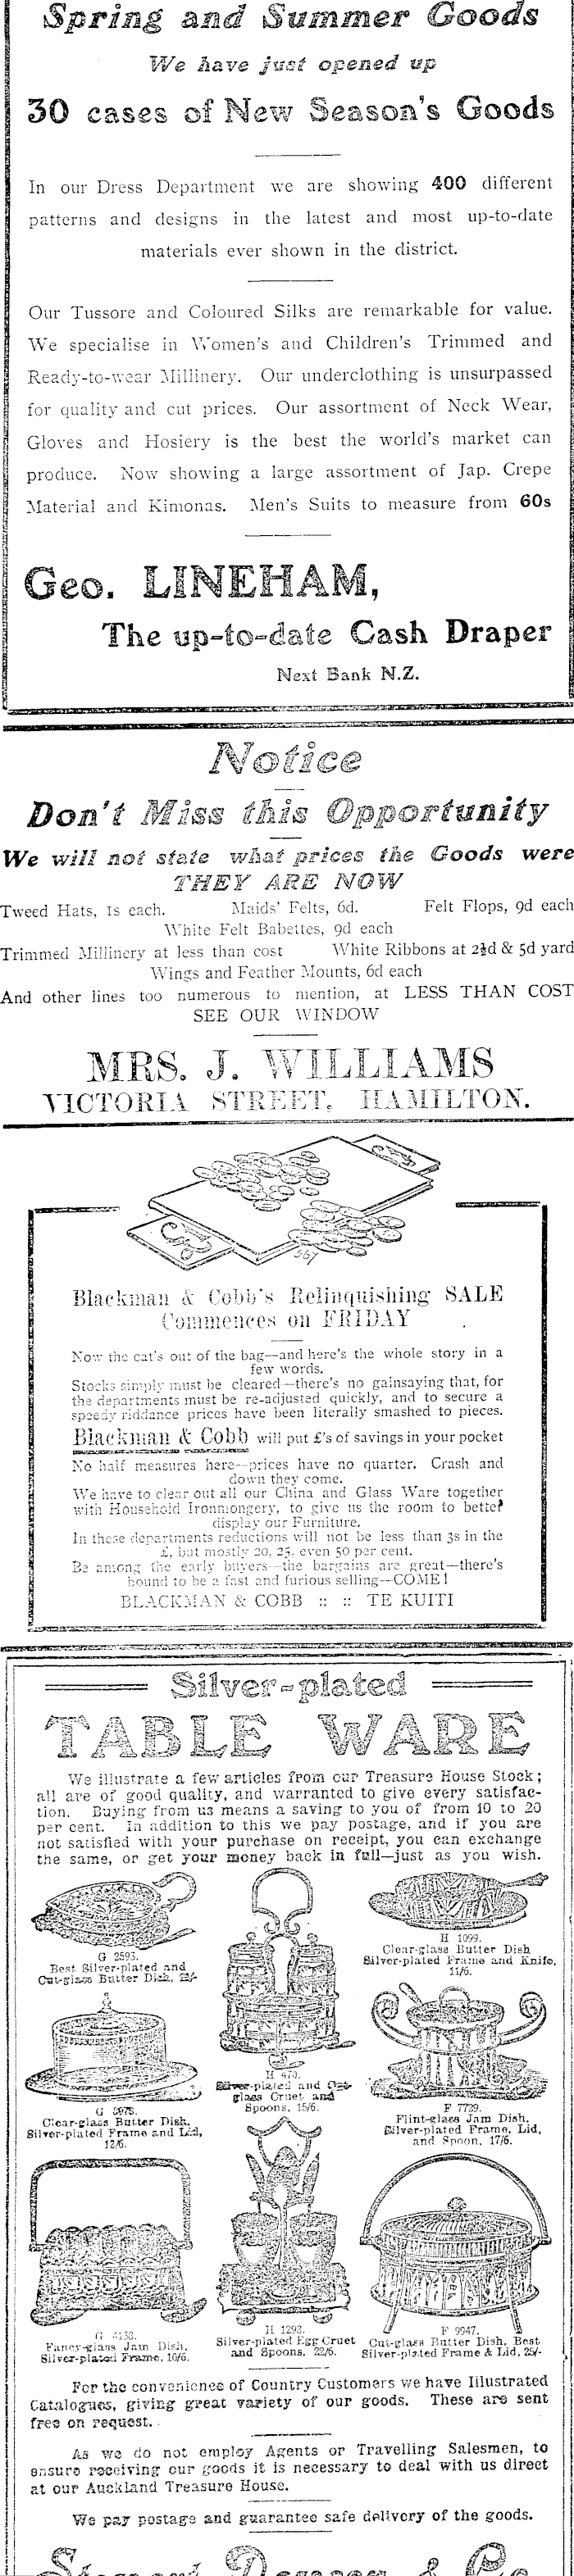 Spring and Summer Goods
We have just opened up
30 cases of New Season's Goods
In our Dress Department we are showing 400 different
patterns and designs in the latest and most up-to-date
materials ever shown in the district.
Our Tussore and Coloured Silks are remarkable for value.
We specialise in Women's and Children's Trimmed and
Ready-to-wear Millinery. Our underclothing is unsurpassed
for quality and cut prices. Our assortment of Neck Wear,
Gloves and Hosiery is the best the world's market can
produce. Now showing a large assortment of Jap. Crepe
Material and Kimonas. Men's Suits to measure from 60s
Geo. LINEHAM,
The up-to-date Cash Draper
Next Bank N.Z.
Notice
Don't Miss this Opportunity
We will not state what prices the Goods were
THEY ARE NOW
Tweed Hats, 1s each. Maids' Felts, 6d. Felt Flops, 9d each
White Felt Babettes, 9d each
Trimmed Millinery at less than cost White Ribbons at 2½d & 5d yard
Wings and Feather Mounts, 6d each
And other lines too numerous to mention, at LESS THAN COST
SEE OUR WINDOW
MRS. J. WILLIAMS
VICTORIA STREET, HAMILTON.
567
Blackman & Cobb's Relinquishing SALE
Commences on FRIDAY
Now the cat's out of the bag—and here's the whole story in a
few words.
Stocks simply must be cleared—there's no gainsaying that, for
the departments must be re-adjusted quickly, and to secure a
speedy riddance prices have been literally smashed to pieces.
Blackman & Cobb will put £'s of savings in your pocket
No half measures here—prices have no quarter. Crash and
down they come.
We have to clear out all our China and Glass Ware together
with Household Ironmongery, to give us the room to better
display our Furniture.
In these departments reductions will not be less than 3s in the
£, but mostly 20, 25, even 50 per cent.
Be among the early buyers—the bargains are great—there's
bound to be a fast and furious selling—COME!
BLACKMAN & COBB :: :: TE KUITI
Silver-plated
TABLE WARE
We illustrate a few articles from our Treasure House Stock;
all are of good quality, and warranted to give every satisfac-
tion. Buying from us means a saving to you of from 10 to 20
per cent. In addition to this we pay postage, and if you are
not satisfied with your purchase on receipt, you can exchange
the same, or get your money back in full—just as you wish.
G 2593.
Best Silver-plated and
Cut-glass Butter Dish,
H 1099.
Clear-glass Butter Dish
Silver-plated Frame and Knife,
11/6.
H 470.
Silver-plated and Cut-
glass Cruet and
Spoons, 15/6.
G
Clear-glass Butter Dish,
Silver-plated Frame and Lid,
12/6.
F 7729.
Flint-glass Jam Dish,
Silver-plated Frame, Lid,
and Spoon, 17/6.
G
Fancy-glass Jam Dish,
Silver-plated Frame, 10/6.
H 1293.
Silver-plated Egg Cruet
and Spoons, 22/6.
F 9947.
Cut-glass Butter Dish, Best
Silver-plated Frame & Lid, 25/-
For the convenience of Country Customers we have Illustrated
Catalogues, giving great variety of our goods. These are sent
free on request.
As we do not employ Agents or Travelling Salesmen, to
ensure receiving our goods it is necessary to deal with us direct
at our Auckland Treasure House.
We pay postage and guarantee safe delivery of the goods.
& Co